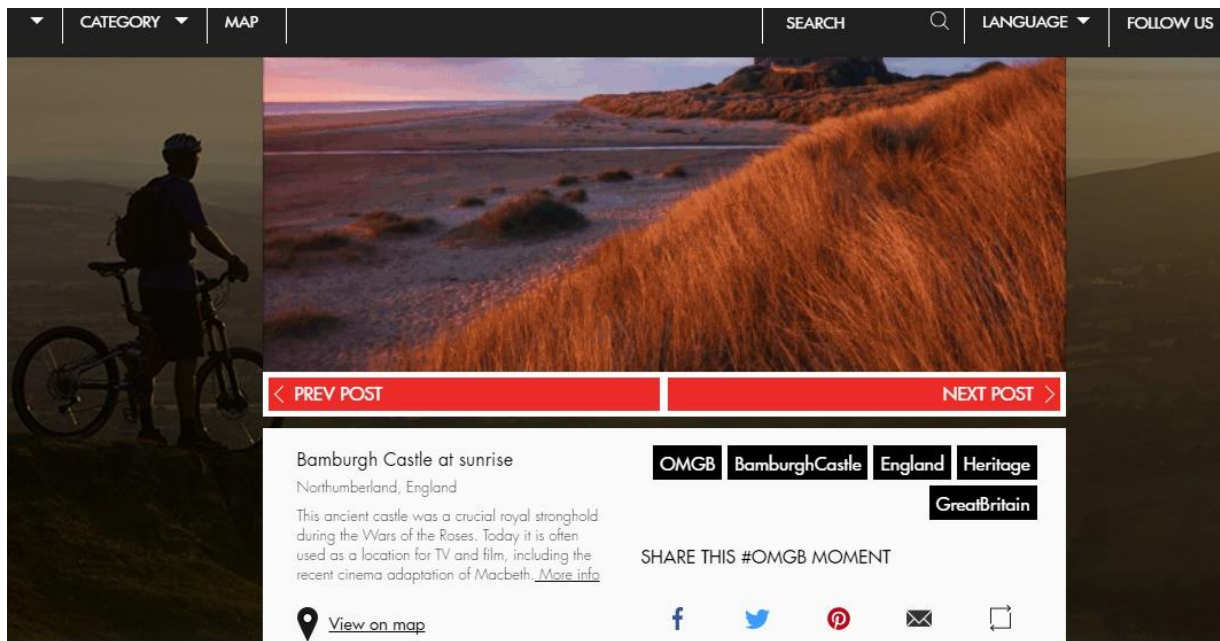 CATEGORY
MAP
SEARCH
LANGUAGE
FOLLOW US
PREV POST
NEXT POST
Bamburgh Castle at sunrise
Northumberland, England
This ancient castle was a crucial royal stronghold
during the Wars of the Roses. Today it is often
used as a location for TV and film, including the
recent cinema adaptation of Macbeth. More info
View on map
OMGB BamburghCastle England Heritage
GreatBritain
SHARE THIS #OMGB MOMENT